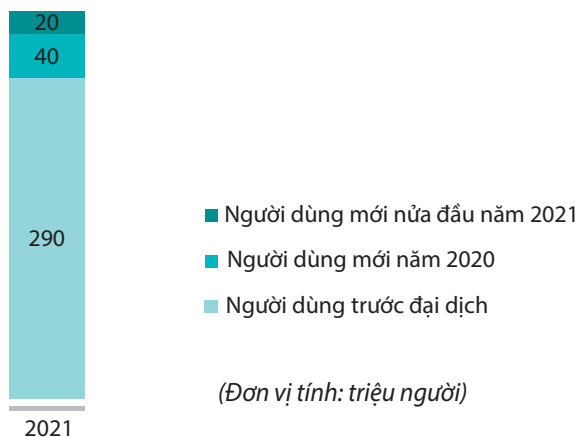 20
40
290
2021
Người dùng mới nửa đầu năm 2021
Người dùng mới năm 2020
Người dùng trước đại dịch
(Đơn vị tính: triệu người)